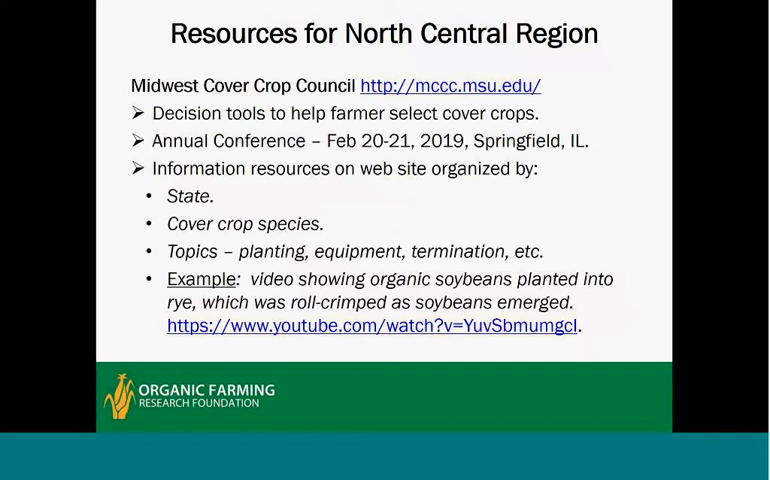 Resources for North Central Region
Midwest Cover Crop Council http://mccc.msu.edu/
➢ Decision tools to help farmer select cover crops.
➢ Annual Conference – Feb 20-21, 2019, Springfield, IL.
➢ Information resources on web site organized by:
• State.
• Cover crop species.
• Topics – planting, equipment, termination, etc.
• Example: video showing organic soybeans planted into
rye, which was roll-crimped as soybeans emerged.
https://www.youtube.com/watch?v=YuvSbmumgcI.
ORGANIC FARMING
RESEARCH FOUNDATION